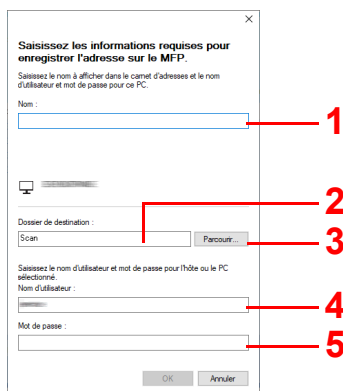 Saisissez les informations requises pour
enregistrer l'adresse sur le MFP.
Saisissez le nom à afficher dans le carnet d'adresses et le nom
d'utilisateur et mot de passe pour ce PC.
Nom :
1
2
Dossier de destination :
Scan
Parcourir...
3
Saisissez le nom d'utilisateur et mot de passe pour l'hôte ou le PC
sélectionné.
Nom d'utilisateur :
4
Mot de passe :
5
OK
Annuler